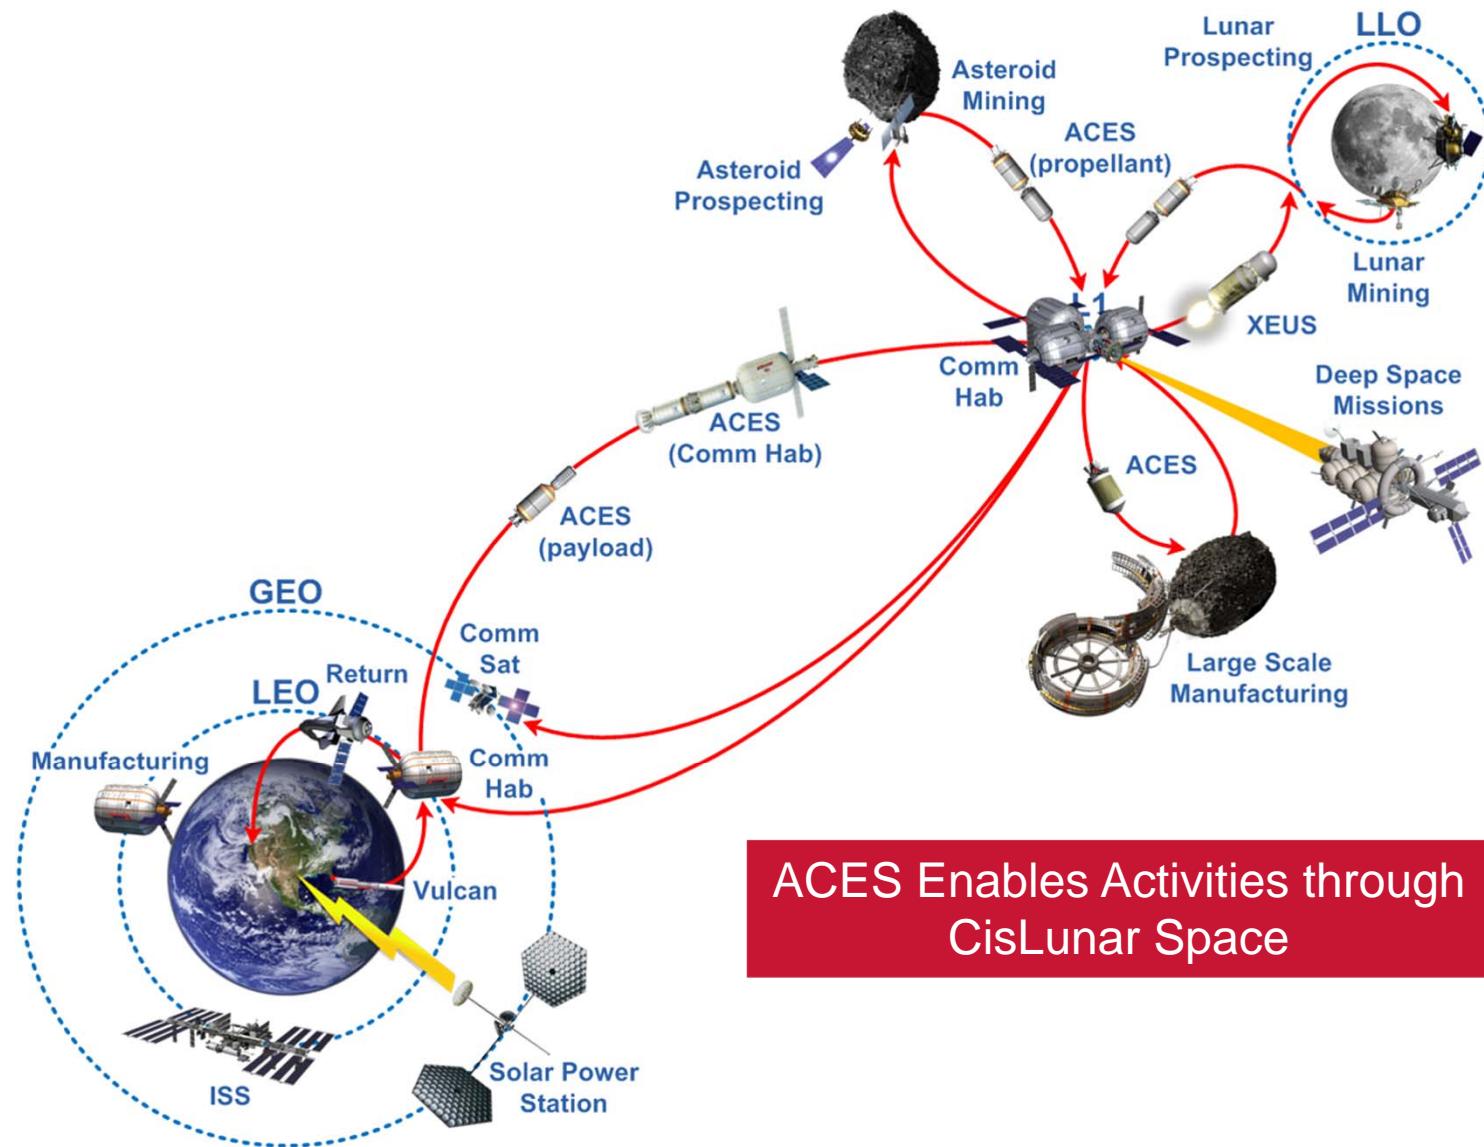 Lunar
Prospecting
LLO
Asteroid
Mining
ACES
(propellant)
Asteroid
Prospecting
Lunar
Mining
L1
XEUS
Comm
Hab
Deep Space
Missions
ACES
(Comm Hab)
ACES
ACES
(payload)
GEO
Comm
Sat
Return
LEO
Large Scale
Manufacturing
Manufacturing
Comm
Hab
Vulcan
ACES Enables Activities through
CisLunar Space
Solar Power
Station
ISS